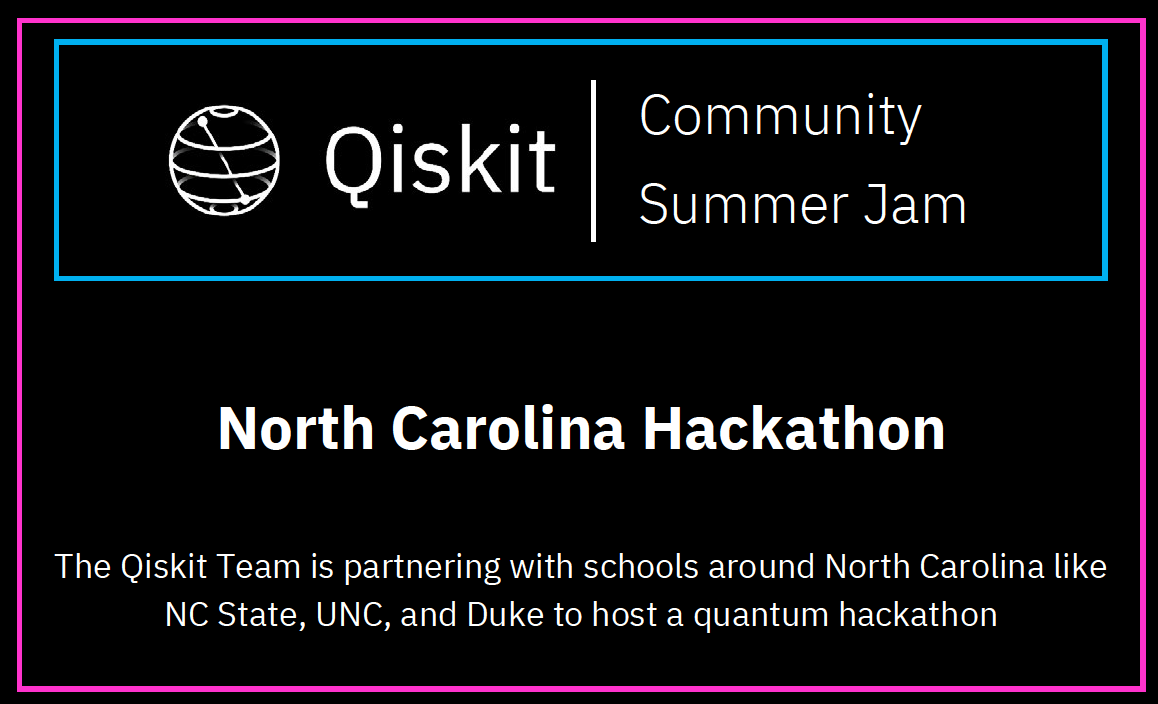 Qiskit
Community
Summer Jam
North Carolina Hackathon
The Qiskit Team is partnering with schools around North Carolina like
NC State, UNC, and Duke to host a quantum hackathon